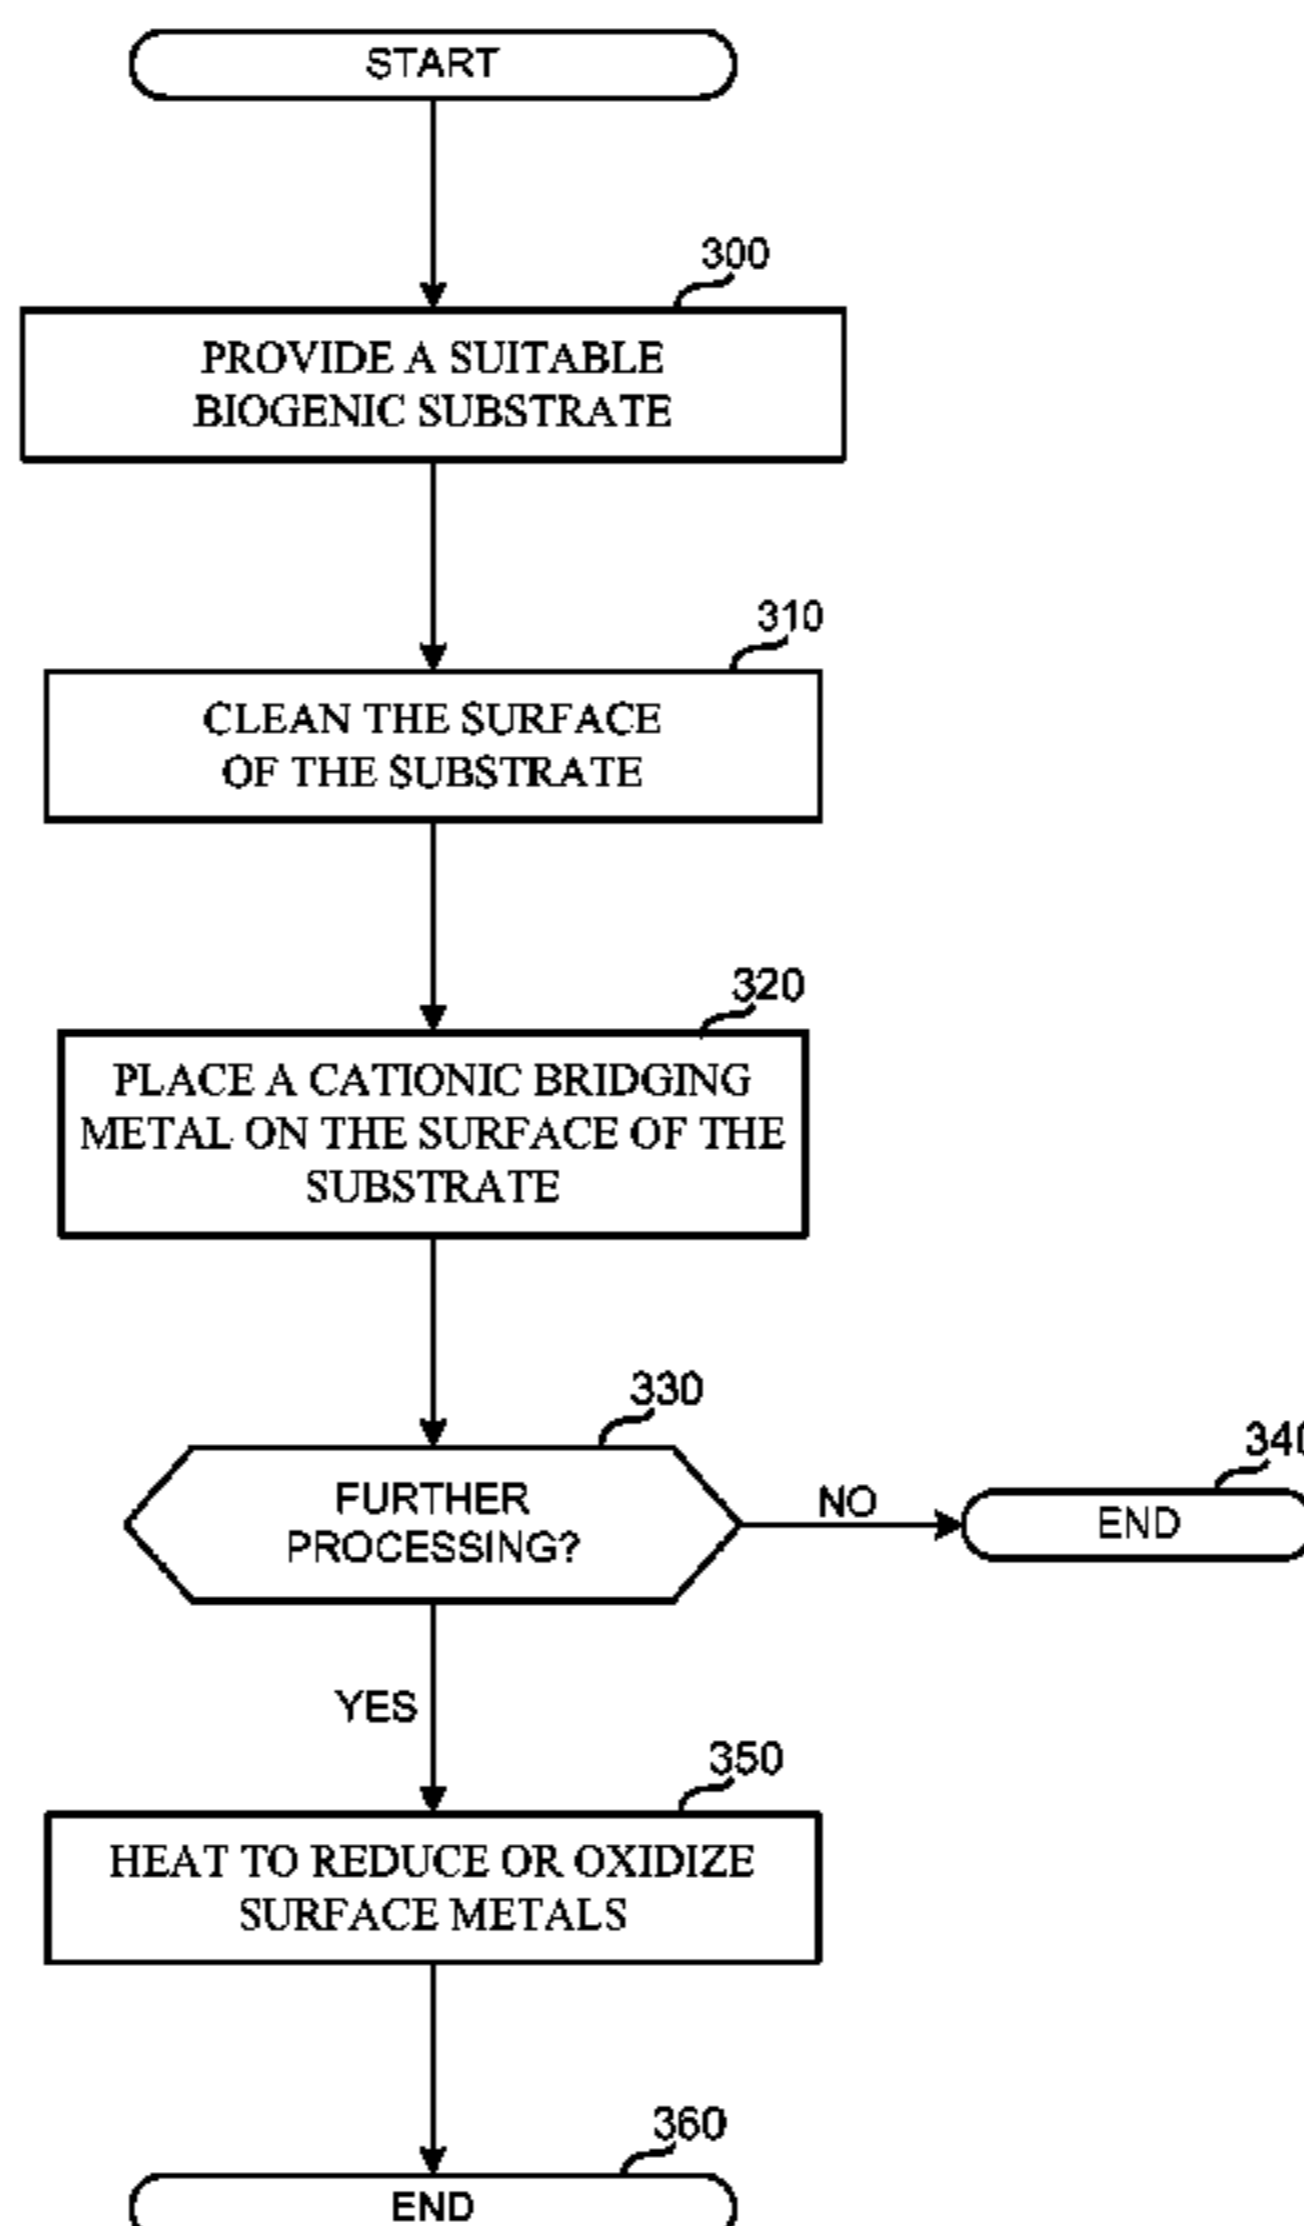 START
300
PROVIDE A SUITABLE
BIOGENIC SUBSTRATE
310
CLEAN THE SURFACE
OF THE SUBSTRATE
320
PLACE A CATIONIC BRIDGING
METAL ON THE SURFACE OF THE
SUBSTRATE
330
FURTHER
PROCESSING?
NO
340
END
YES
350
HEAT TO REDUCE OR OXIDIZE
SURFACE METALS
360
END